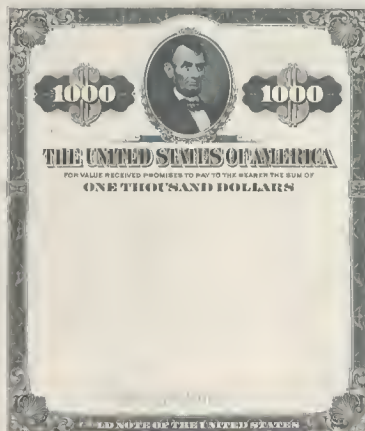 1000 1000
THE UNITED STATES OF AMERICA
FOR VALUE RECEIVED PROMISES TO PAY TO THE BEARER THE SUM OF
ONE THOUSAND DOLLARS
NOTE OF THE UNITED STATES